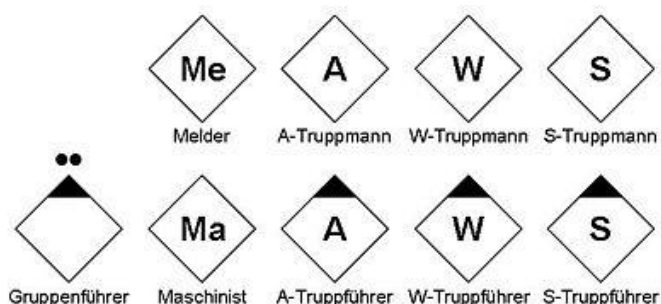 Me A W S
Melder A-Truppmann W-Truppmann S-Truppmann
Ma A W S
Gruppenführer Maschinist A-Truppführer W-Truppführer S-Truppführer